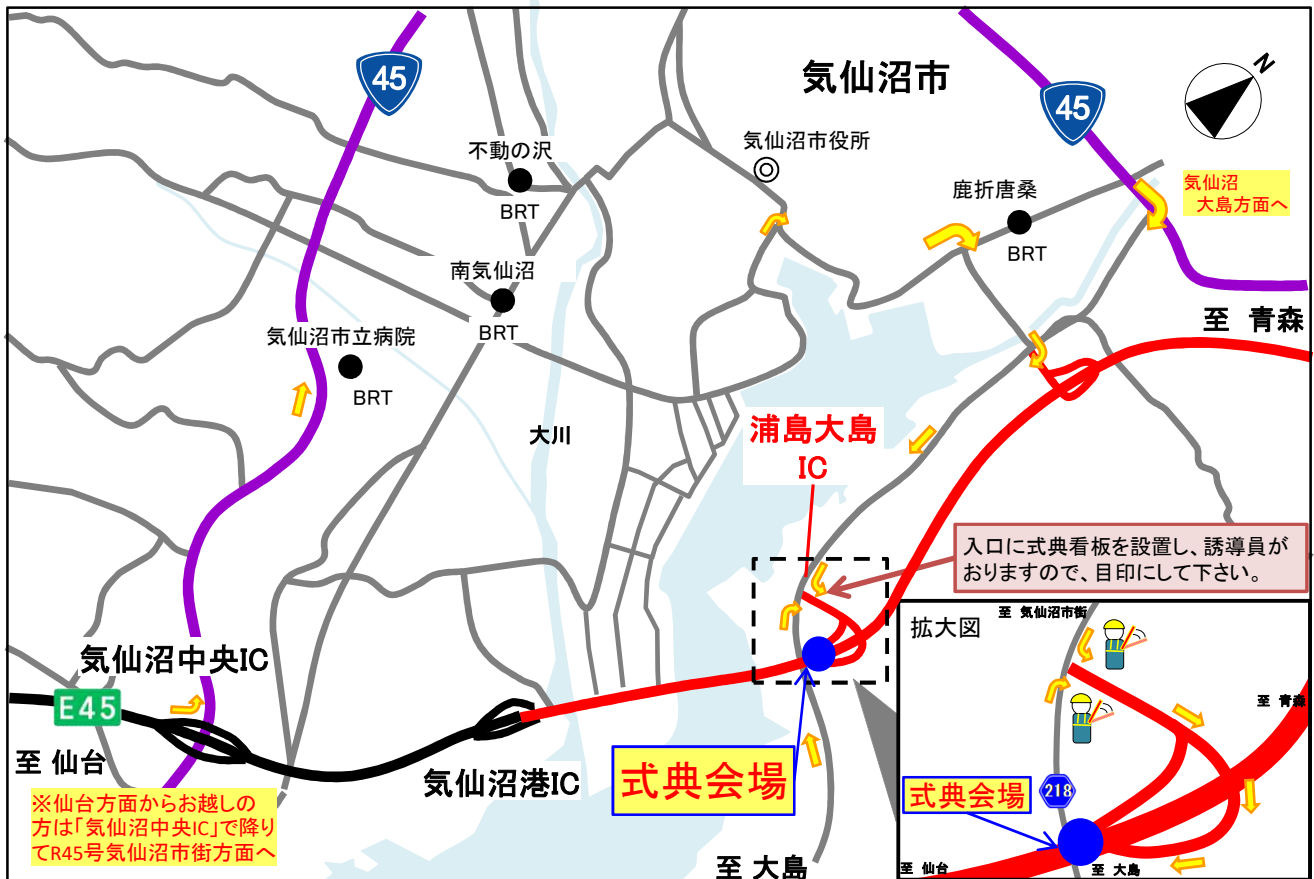 45
気仙沼市
45
N
不動の沢
BRT
気仙沼市役所
鹿折唐桑
BRT
気仙沼
大島方面へ
南気仙沼
BRT
至 青森
気仙沼市立病院
BRT
大川
浦島大島
IC
入口に式典看板を設置し、誘導員が
おりますので、目印にして下さい。
気仙沼中央IC
E45
至 仙台
※仙台方面からお越しの
方は「気仙沼中央IC」で降り
てR45号気仙沼市街方面へ
気仙沼港IC
式典会場
至 大島
拡大図
至 気仙沼市街
至 青森
式典会場
218
至 仙台
至 大島